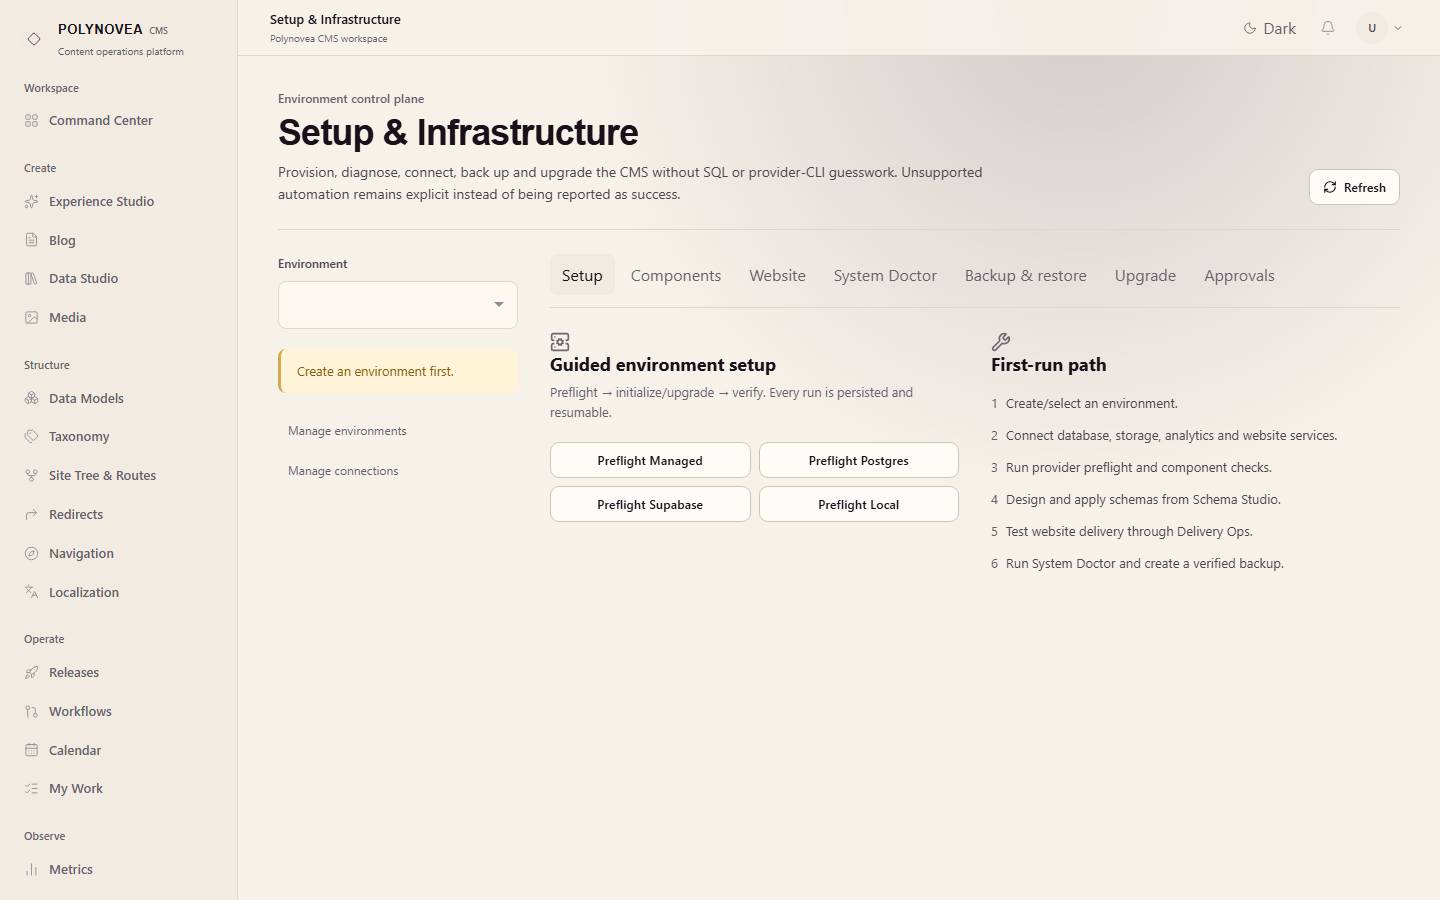 POLYNOVEA CMS
Content operations platform
Workspace
Command Center
Create
Experience Studio
Blog
Data Studio
Media
Structure
Data Models
Taxonomy
Site Tree & Routes
Redirects
Navigation
Localization
Operate
Releases
Workflows
Calendar
My Work
Observe
Metrics
Setup & Infrastructure
Polynovea CMS workspace
Dark
U
Environment control plane
Setup & Infrastructure
Provision, diagnose, connect, back up and upgrade the CMS without SQL or provider-CLI guesswork. Unsupported
automation remains explicit instead of being reported as success.
Refresh
Environment
Create an environment first.
Manage environments
Manage connections
Setup Components Website System Doctor Backup & restore Upgrade Approvals
Guided environment setup
Preflight → initialize/upgrade → verify. Every run is persisted and
resumable.
Preflight Managed Preflight Postgres
Preflight Supabase Preflight Local
First-run path
1 Create/select an environment.
2 Connect database, storage, analytics and website services.
3 Run provider preflight and component checks.
4 Design and apply schemas from Schema Studio.
5 Test website delivery through Delivery Ops.
6 Run System Doctor and create a verified backup.